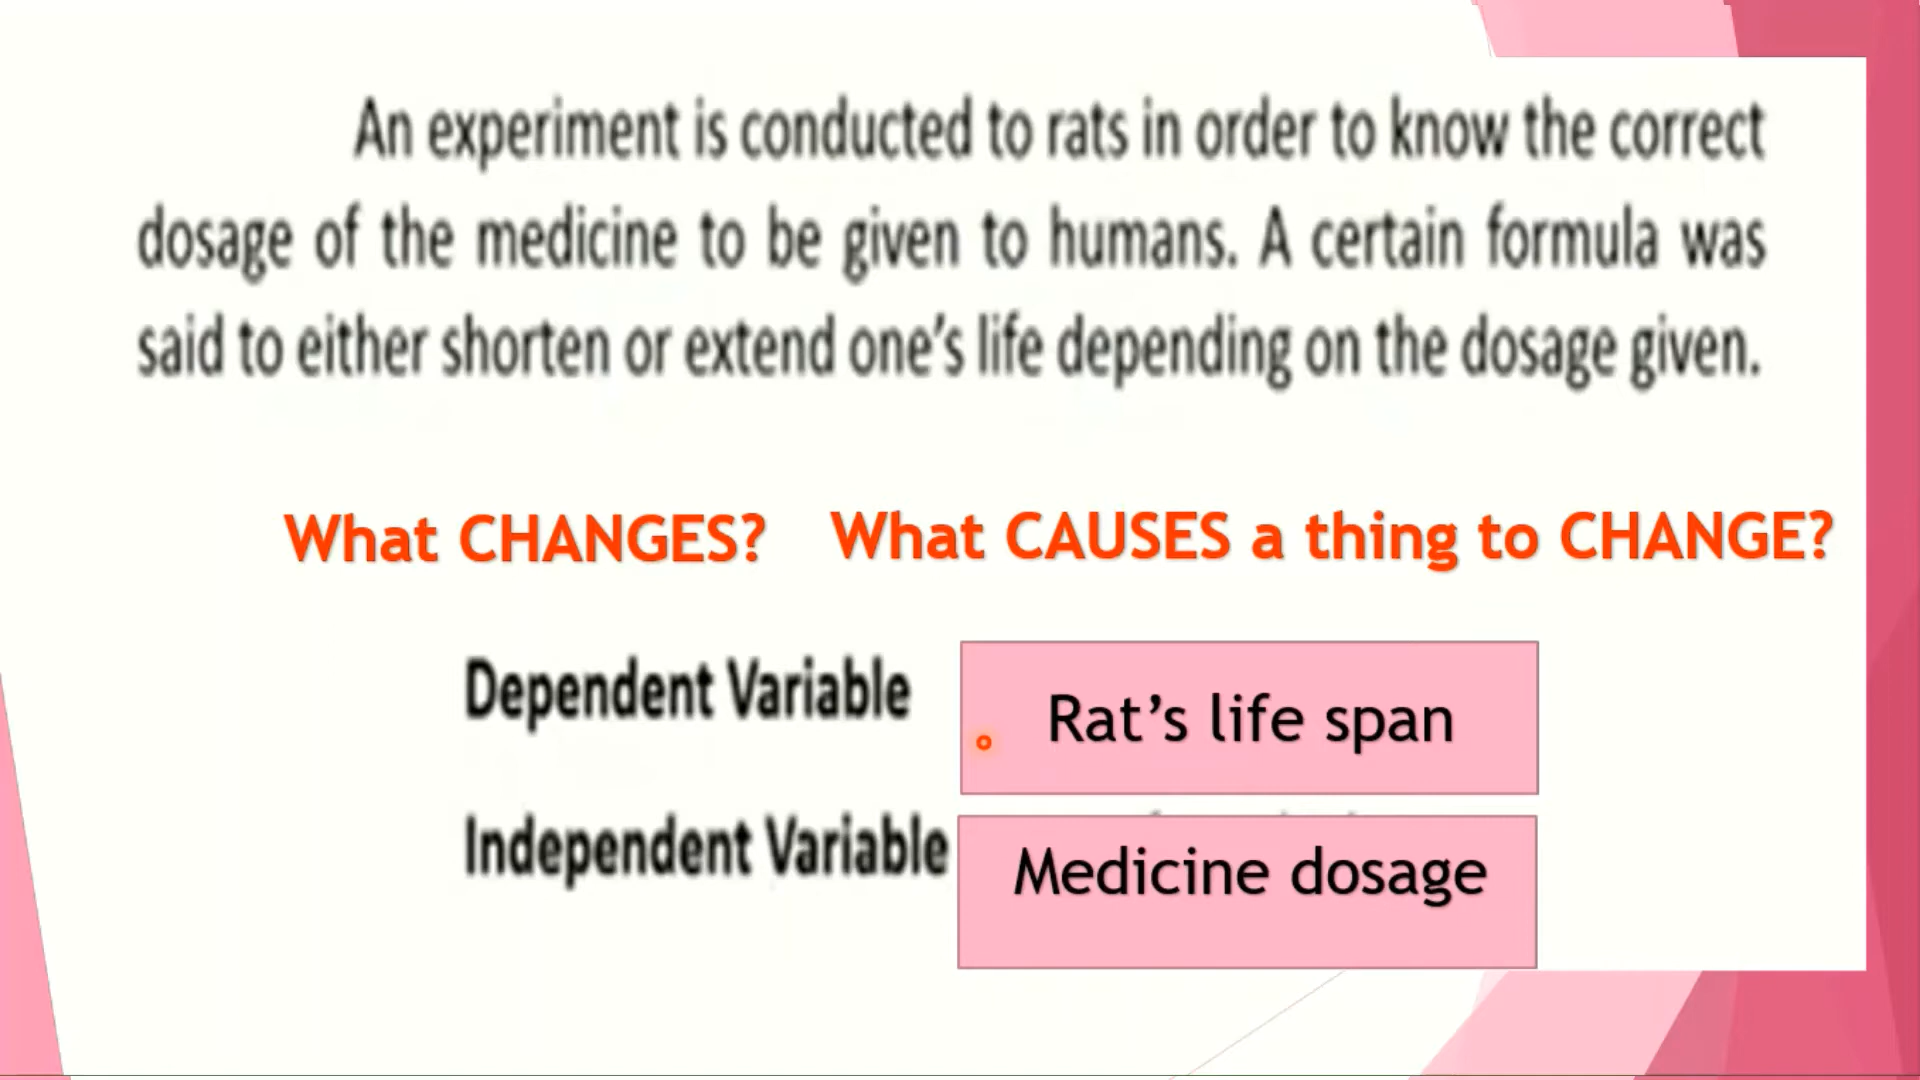 An experiment is conducted to rats in order to know the correct
dosage of the medicine to be given to humans. A certain formula was
said to either shorten or extend one's life depending on the dosage given.
What CHANGES? What CAUSES a thing to CHANGE?
Dependent Variable Rat's life span
Independent Variable Medicine dosage